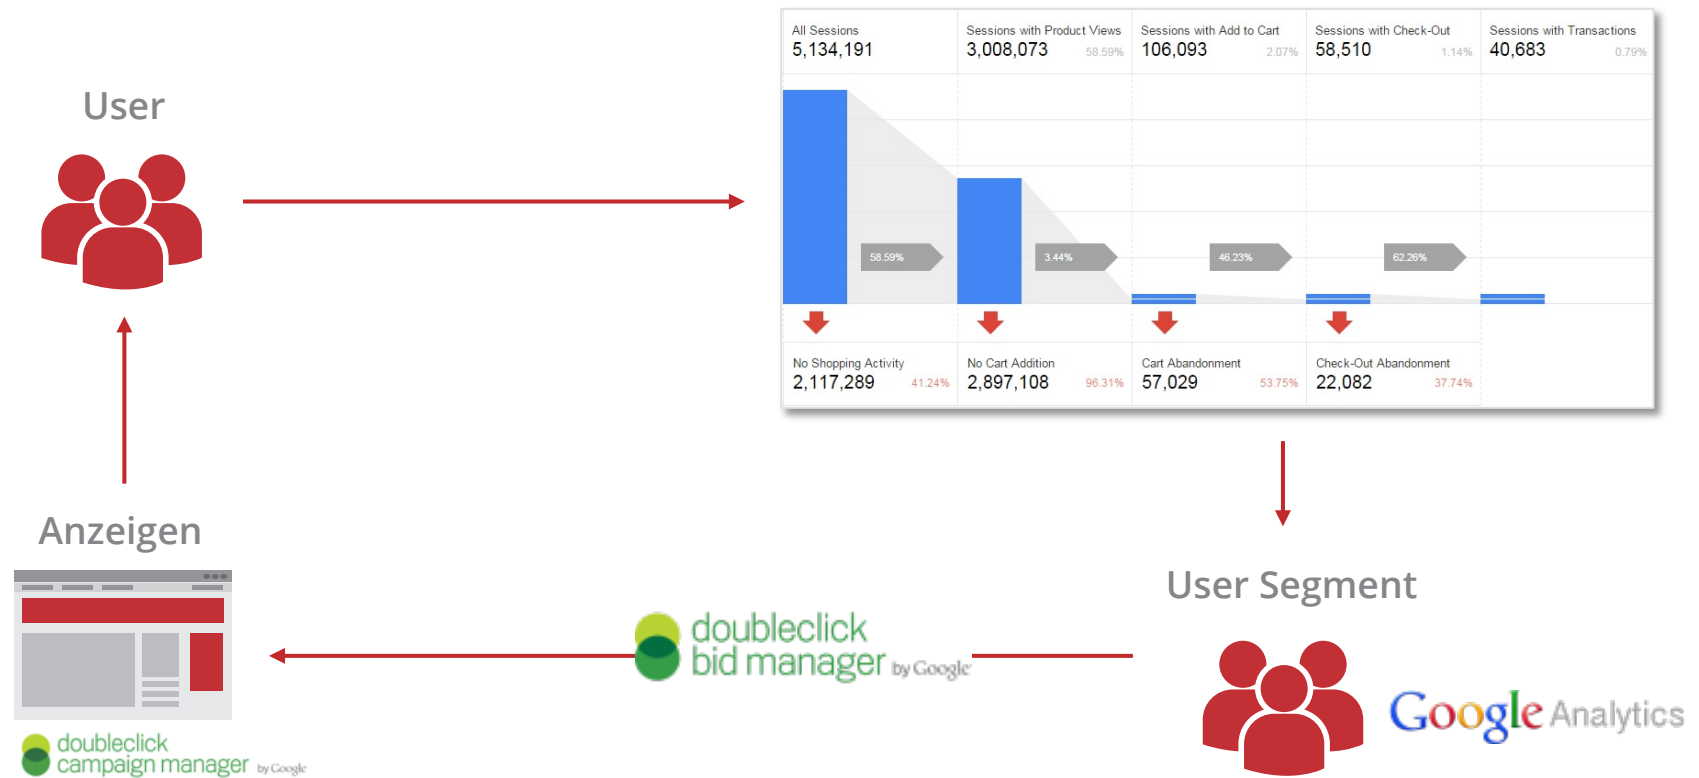 User
All Sessions
5,134,191
Sessions with Product Views
3,008,073 58.59%
Sessions with Add to Cart
106,093 2.07%
Sessions with Check-Out
58,510 1.14%
Sessions with Transactions
40,683 0.79%
58.59%
3.44%
46.23%
62.26%
No Shopping Activity
2,117,289 41.24%
No Cart Addition
2,897,108 96.31%
Cart Abandonment
57,029 53.75%
Check-Out Abandonment
22,082 37.74%
Anzeigen
doubleclick
campaign manager by Google
doubleclick
bid manager by Google
User Segment
Google Analytics